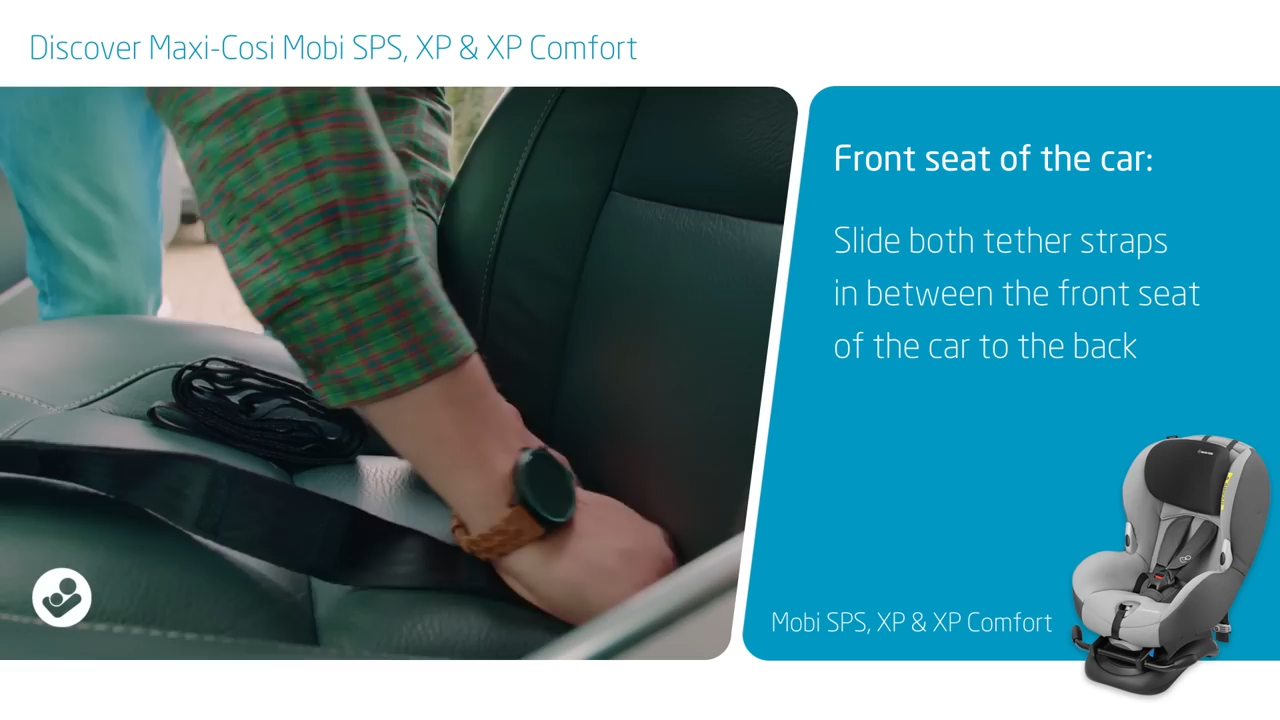 Discover Maxi-Cosi Mobi SPS, XP & XP Comfort
Front seat of the car:
Slide both tether straps
in between the front seat
of the car to the back
Mobi SPS, XP & XP Comfort